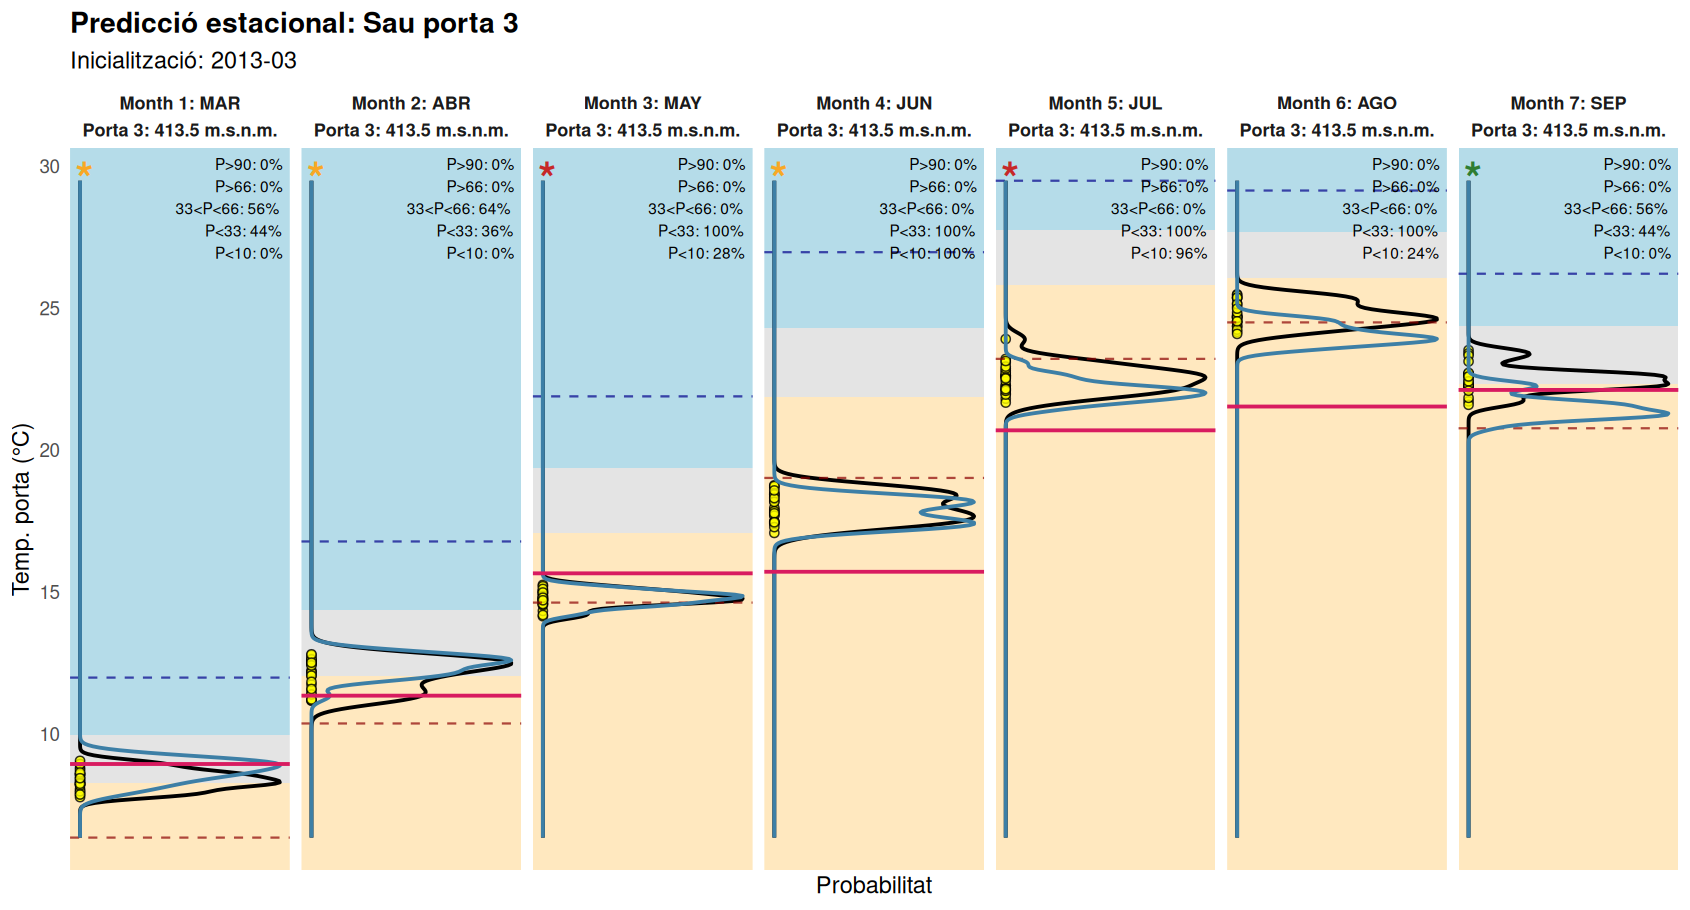 Predicció estacional: Sau porta 3
Inicialització: 2013-03
Month 1: MAR
Porta 3: 413.5 m.s.n.m.
Month 2: ABR
Porta 3: 413.5 m.s.n.m.
Month 3: MAY
Porta 3: 413.5 m.s.n.m.
Month 4: JUN
Porta 3: 413.5 m.s.n.m.
Month 5: JUL
Porta 3: 413.5 m.s.n.m.
Month 6: AGO
Porta 3: 413.5 m.s.n.m.
Month 7: SEP
Porta 3: 413.5 m.s.n.m.
Temp. porta (°C)
30
25
20
15
10
*
P>90: 0%
P>66: 0%
33<P<66: 56%
P<33: 44%
P<10: 0%
*
P>90: 0%
P>66: 0%
33<P<66: 64%
P<33: 36%
P<10: 0%
*
P>90: 0%
P>66: 0%
33<P<66: 0%
P<33: 100%
P<10: 28%
*
P>90: 0%
P>66: 0%
33<P<66: 0%
P<33: 100%
P<10: 100%
*
P>90: 0%
P>66: 0%
33<P<66: 0%
P<33: 100%
P<10: 96%
P>90: 0%
P>66: 0%
33<P<66: 0%
P<33: 100%
P<10: 24%
*
P>90: 0%
P>66: 0%
33<P<66: 56%
P<33: 44%
P<10: 0%
Probabilitat